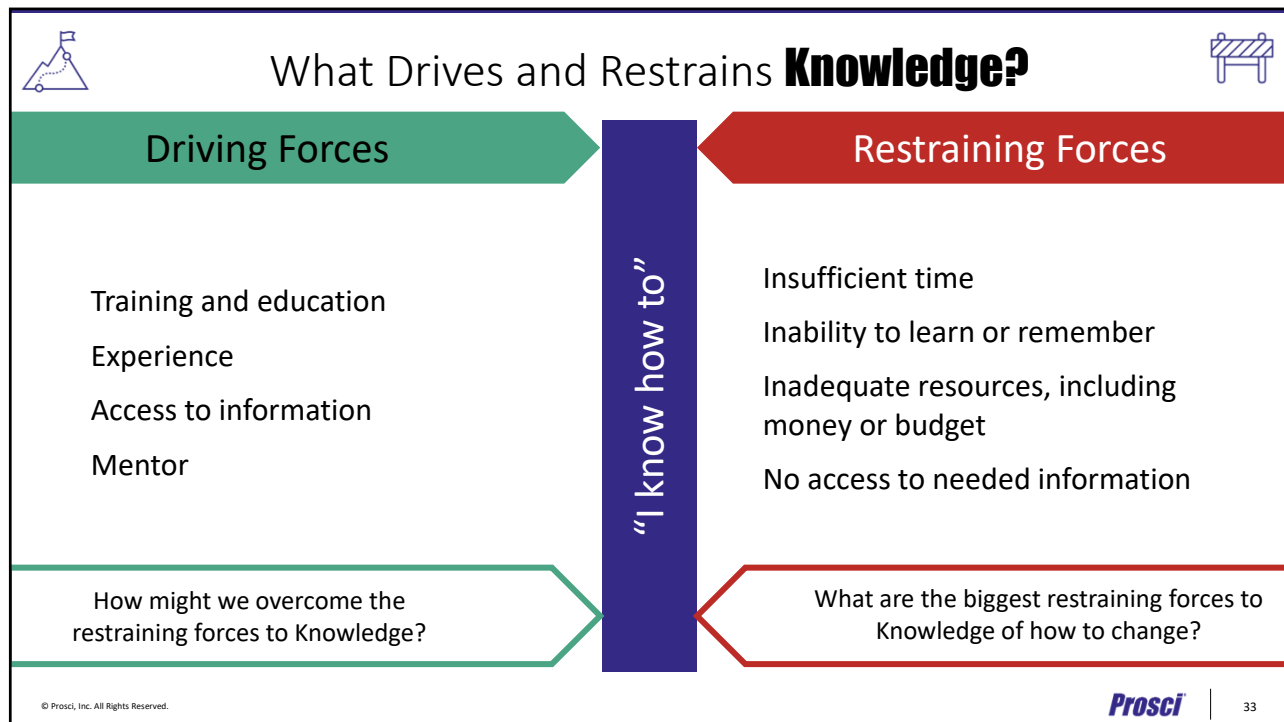 What Drives and Restrains Knowledge?
Driving Forces
Training and education
Experience
Access to information
Mentor
How might we overcome the
restraining forces to Knowledge?
“I know how to”
Restraining Forces
Insufficient time
Inability to learn or remember
Inadequate resources, including
money or budget
No access to needed information
What are the biggest restraining forces to
Knowledge of how to change?
© Prosci, Inc. All Rights Reserved.
Prosci
33